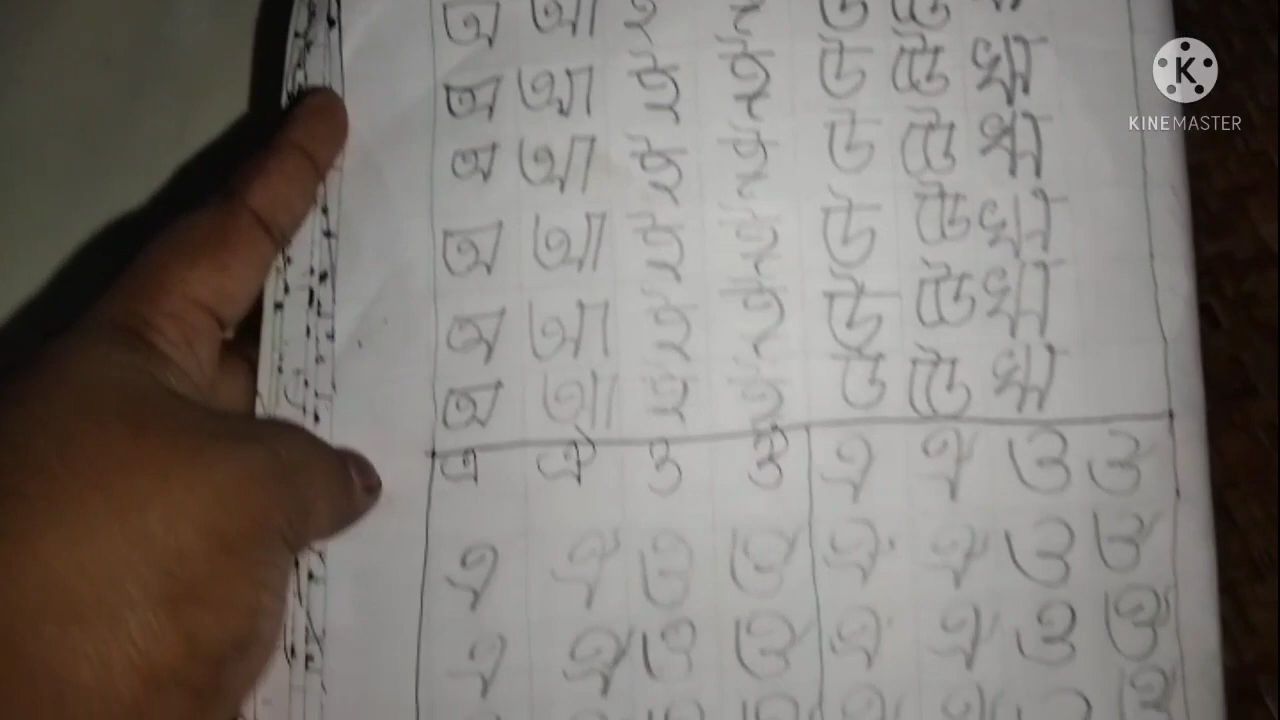 অ আ ই ঈ উ ঊ ঋ
অ আ ই ঈ উ ঊ ঋ
অ আ ই ঈ উ ঊ ঋ
অ আ ই ঈ উ ঊ ঋ
অ আ ই ঈ উ ঊ ঋ
অ আ ই ঈ উ ঊ ঋ
এ ঐ ও ঔ এ ঐ ও ও
এ ঐ ও ঔ এ ঐ ও ঔ
এ ঐ ও ঔ এ ঐ ও ঔ
KINEMASTER